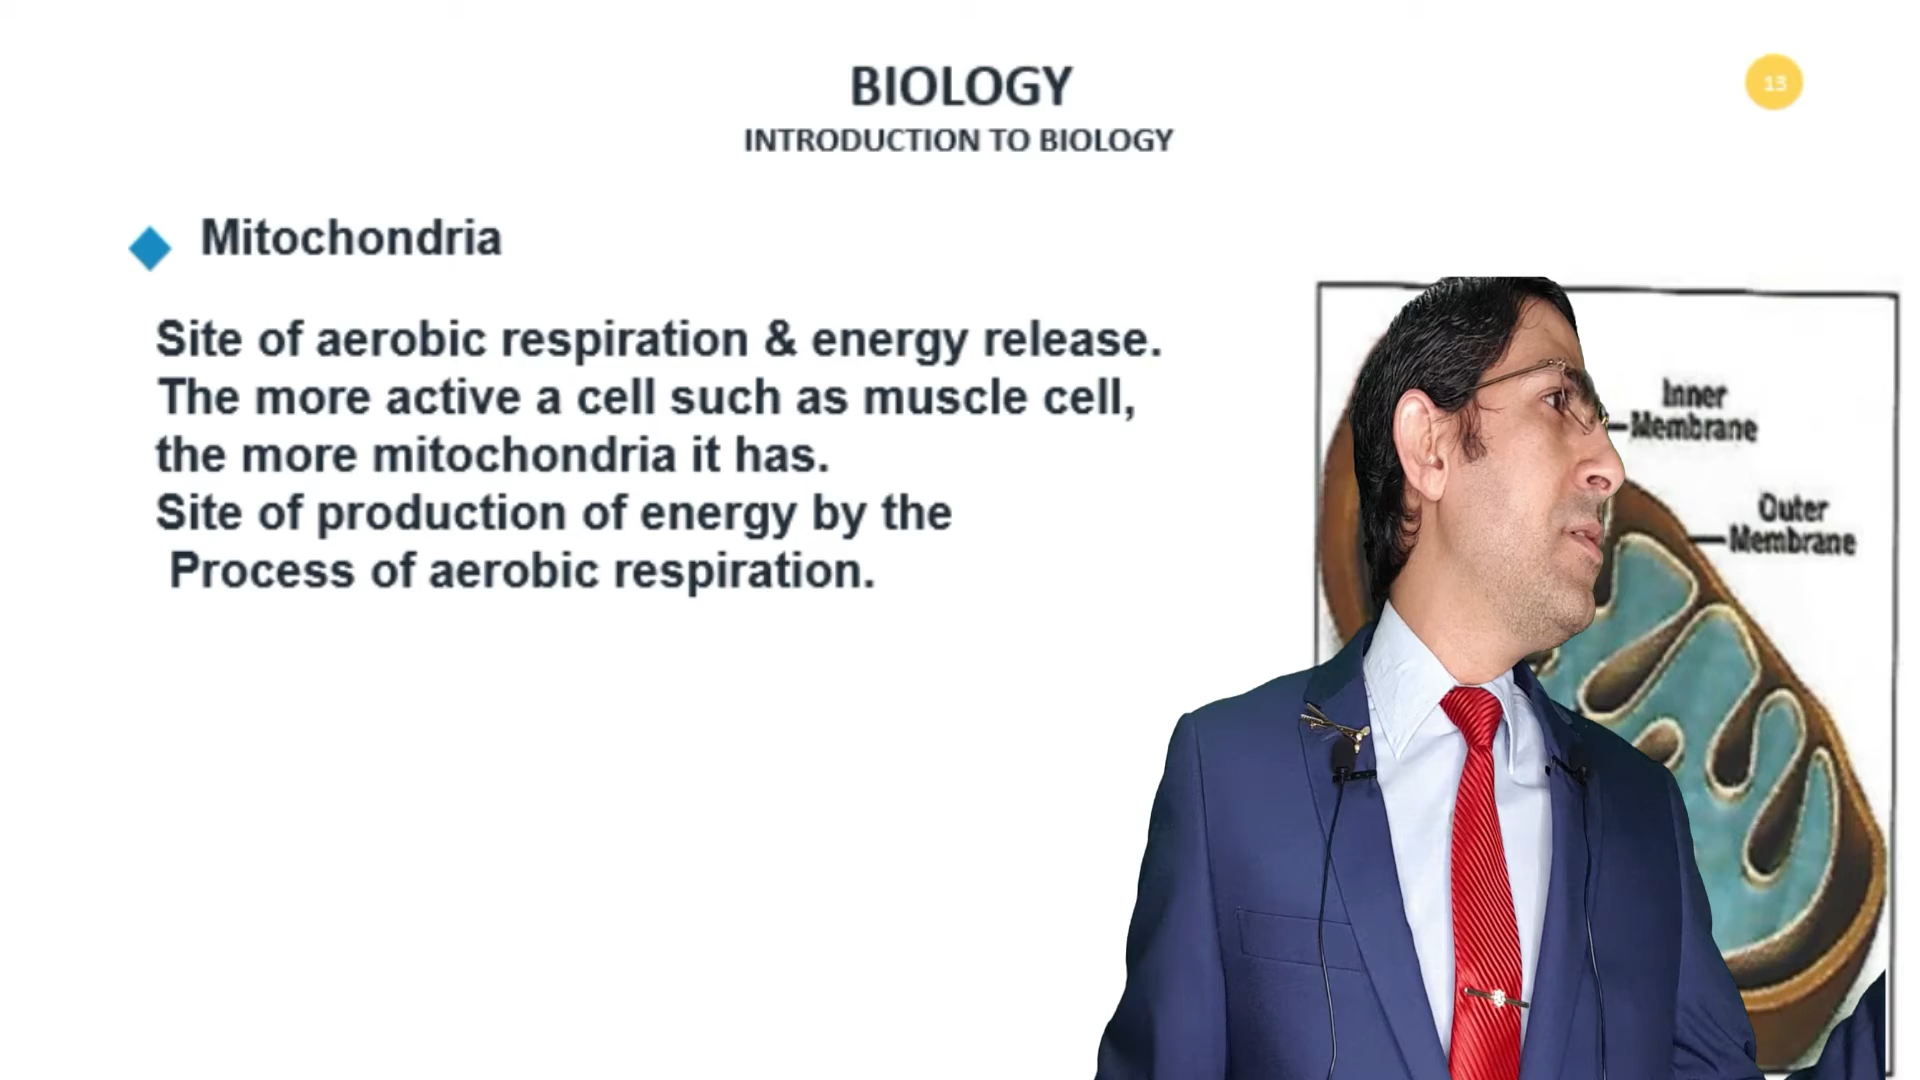 BIOLOGY
INTRODUCTION TO BIOLOGY
13
Mitochondria
Site of aerobic respiration & energy release.
The more active a cell such as muscle cell,
the more mitochondria it has.
Site of production of energy by the
Process of aerobic respiration.
Inner
Membrane
Outer
Membrane